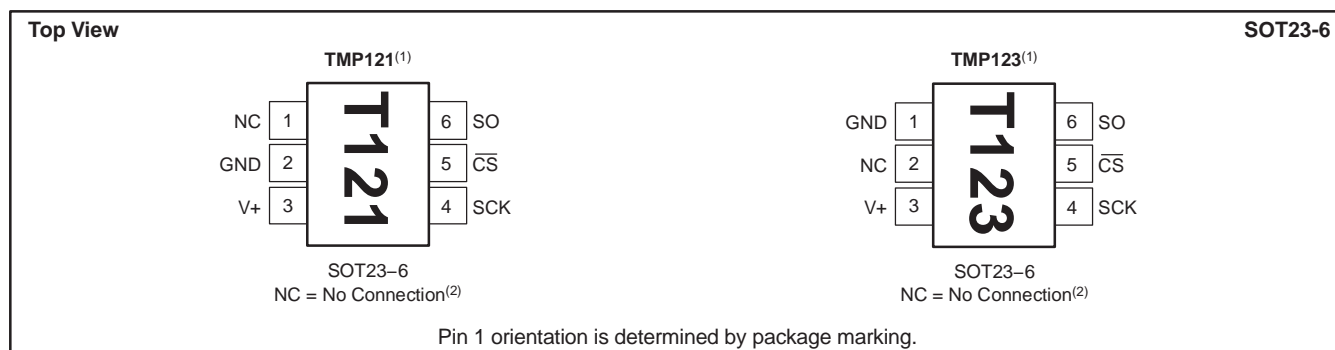 Top View
SOT23-6
TMP121(1)
T121
NC 1
GND 2
V+ 3
6 SO
5 C̅S̅
4 SCK
SOT23–6
NC = No Connection(2)
TMP123(1)
T123
GND 1
NC 2
V+ 3
6 SO
5 C̅S̅
4 SCK
SOT23–6
NC = No Connection(2)
Pin 1 orientation is determined by package marking.